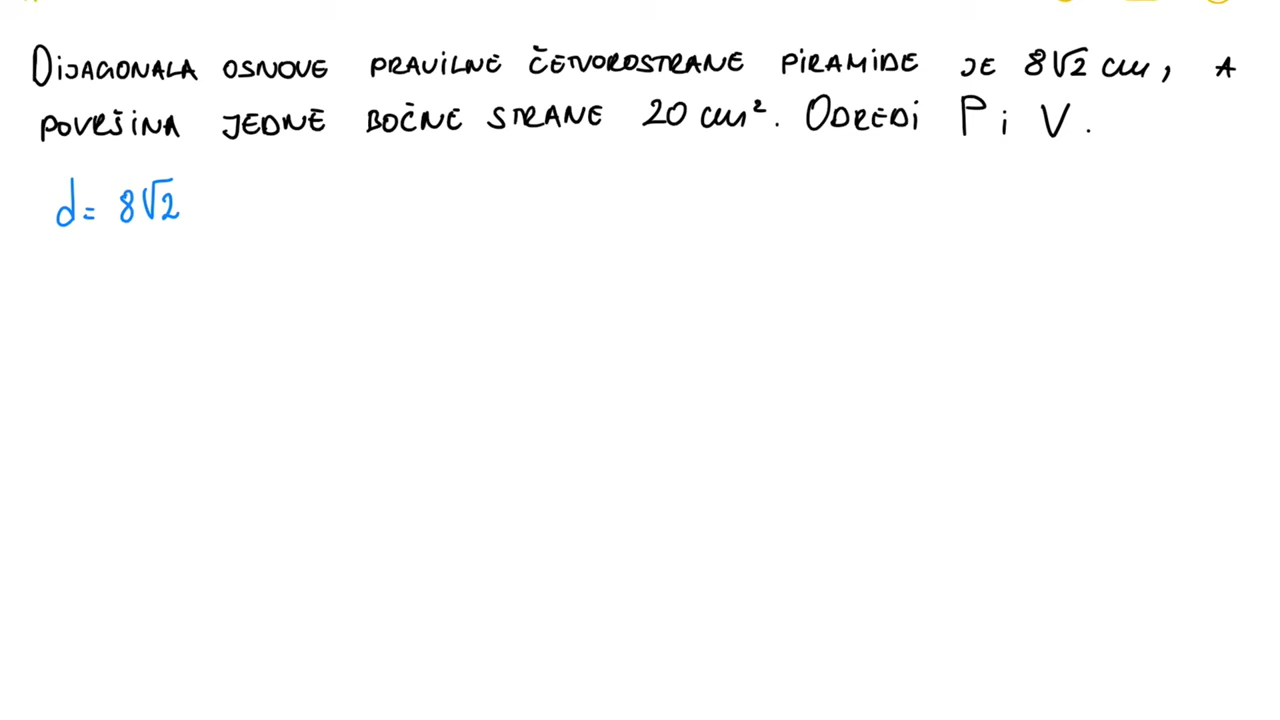 DIJAGONALA OSNOVE PRAVILNE ČETVOROSTRANE PIRAMIDE JE 8√2 cm, A
POVRŠINA JEDNE BOČNE STRANE 20 cm². ODREDI P i V.
d = 8√2